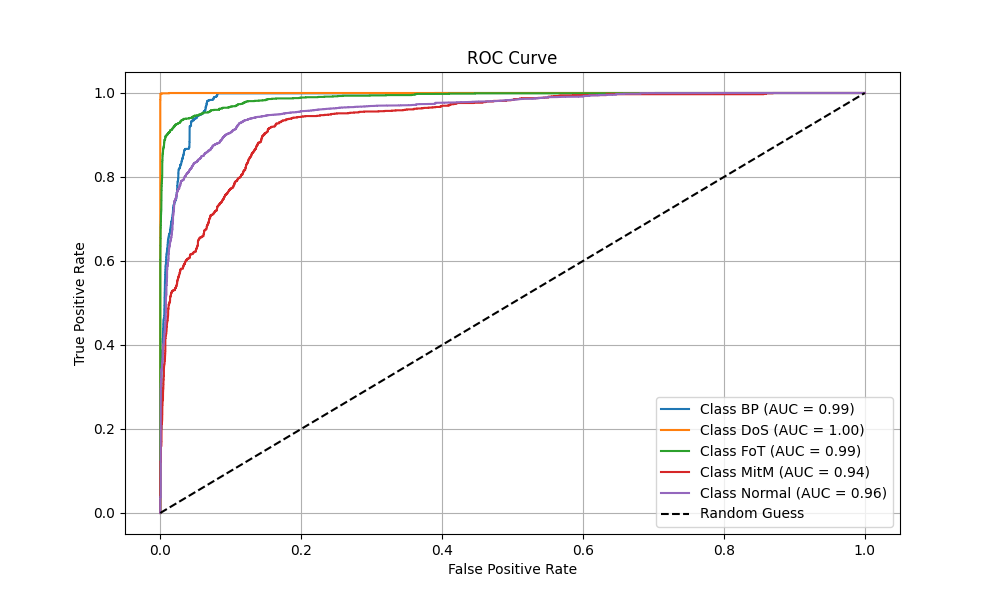 ROC Curve
1.0
0.8
0.6
0.4
0.2
0.0
True Positive Rate
0.0 0.2 0.4 0.6 0.8 1.0
False Positive Rate
Class BP (AUC = 0.99)
Class DoS (AUC = 1.00)
Class FoT (AUC = 0.99)
Class MitM (AUC = 0.94)
Class Normal (AUC = 0.96)
Random Guess